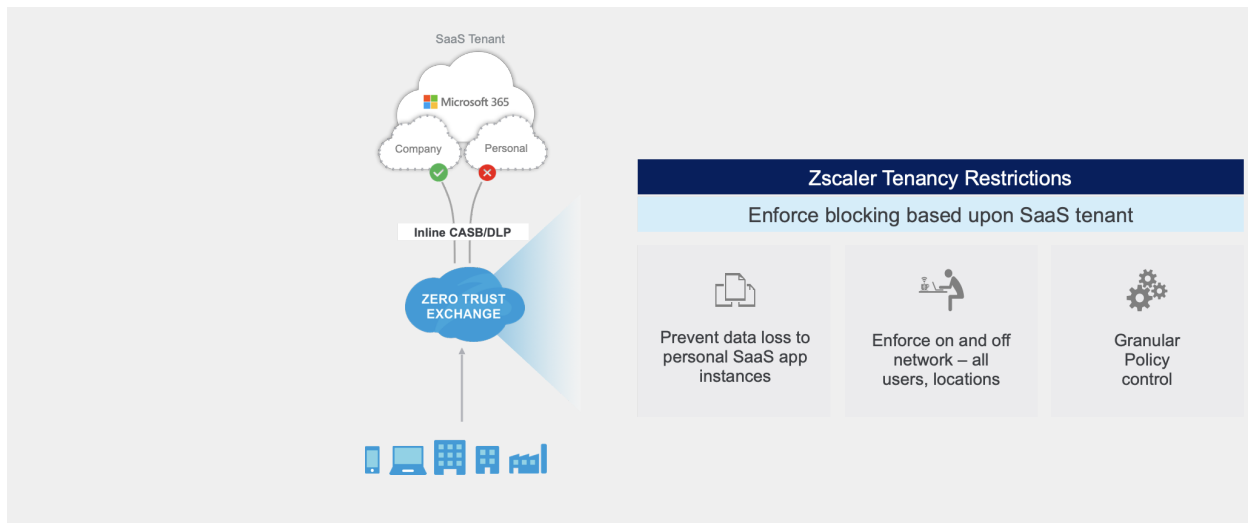 SaaS Tenant
Microsoft 365
Company
Personal
Inline CASB/DLP
ZERO TRUST
EXCHANGE
Zscaler Tenancy Restrictions
Enforce blocking based upon SaaS tenant
Prevent data loss to
personal SaaS app
instances
Enforce on and off
network – all
users, locations
Granular
Policy
control